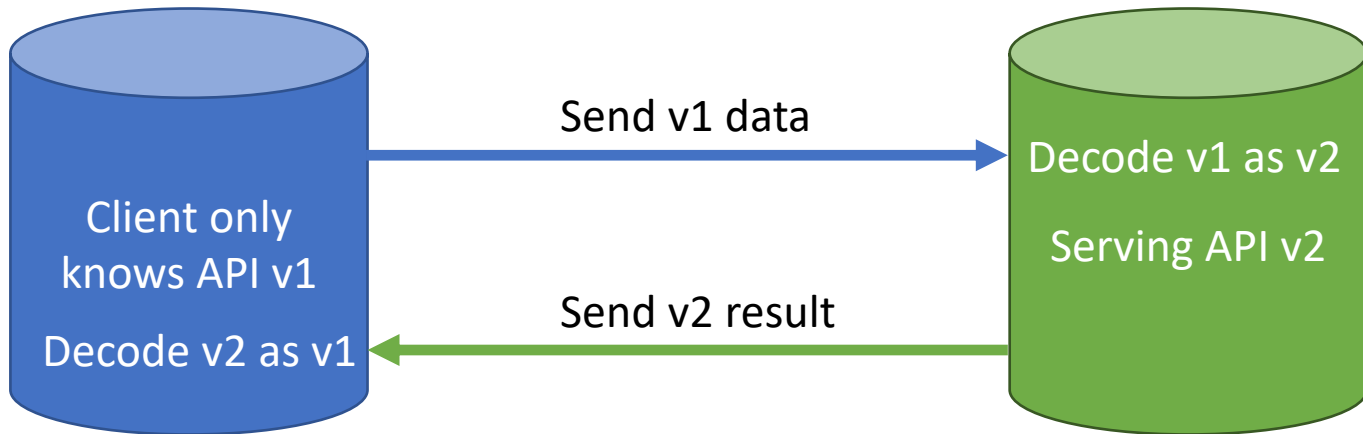 Client only
knows API v1
Decode v2 as v1
Send v1 data
Send v2 result
Decode v1 as v2
Serving API v2